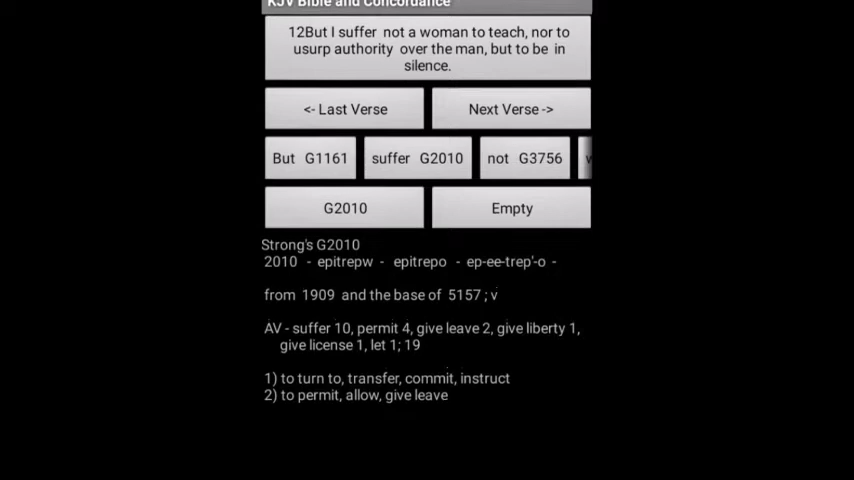 KJV Bible and Concordance
12But I suffer not a woman to teach, nor to
usurp authority over the man, but to be in
silence.
<- Last Verse
Next Verse ->
But G1161
suffer G2010
not G3756
G2010
Empty
Strong's G2010
2010 - epitrepw - epitrepo - ep-ee-trep'-o -
from 1909 and the base of 5157 ; v
AV - suffer 10, permit 4, give leave 2, give liberty 1,
give license 1, let 1; 19
1) to turn to, transfer, commit, instruct
2) to permit, allow, give leave